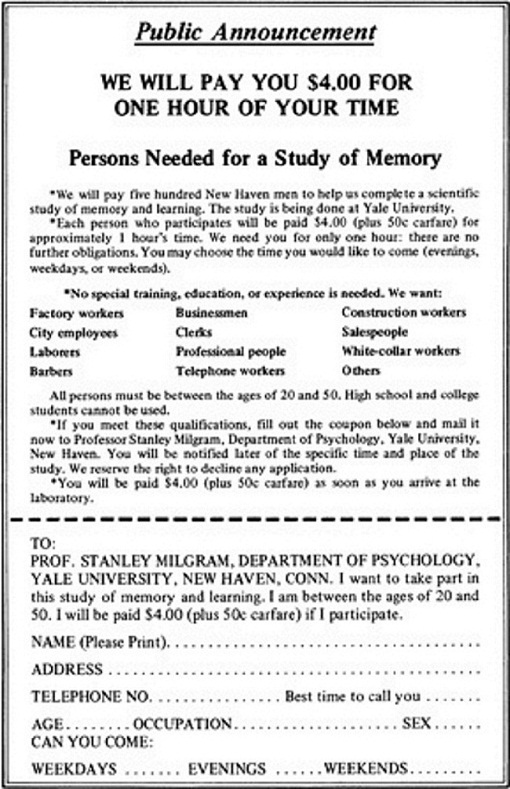 Public Announcement
WE WILL PAY YOU $4.00 FOR
ONE HOUR OF YOUR TIME
Persons Needed for a Study of Memory
*We will pay five hundred New Haven men to help us complete a scientific
study of memory and learning. The study is being done at Yale University.
*Each person who participates will be paid $4.00 (plus 50c carfare) for
approximately 1 hour's time. We need you for only one hour: there are no
further obligations. You may choose the time you would like to come (evenings,
weekdays, or weekends).
*No special training, education, or experience is needed. We want:
Factory workers Businessmen Construction workers
City employees Clerks Salespeople
Laborers Professional people White-collar workers
Barbers Telephone workers Others
All persons must be between the ages of 20 and 50. High school and college
students cannot be used.
*If you meet these qualifications, fill out the coupon below and mail it
now to Professor Stanley Milgram, Department of Psychology, Yale University,
New Haven. You will be notified later of the specific time and place of the
study. We reserve the right to decline any application.
*You will be paid $4.00 (plus 50c carfare) as soon as you arrive at the
laboratory.
TO:
PROF. STANLEY MILGRAM, DEPARTMENT OF PSYCHOLOGY,
YALE UNIVERSITY, NEW HAVEN, CONN. I want to take part in
this study of memory and learning. I am between the ages of 20 and
50. I will be paid $4.00 (plus 50c carfare) if I participate.
NAME (Please Print). . . . . . . . . . . . . . . . . . . . . . . . . . . . . . . . . . .
ADDRESS . . . . . . . . . . . . . . . . . . . . . . . . . . . . . . . . . . . . . . . .
TELEPHONE NO. . . . . . . . . . . . . . . . Best time to call you . . . . . . .
AGE. . . . . . . . OCCUPATION. . . . . . . . . . . . . . . . . . . . SEX. . . . . .
CAN YOU COME:
WEEKDAYS . . . . . . . EVENINGS . . . . . . WEEKENDS. . . . . . . . .